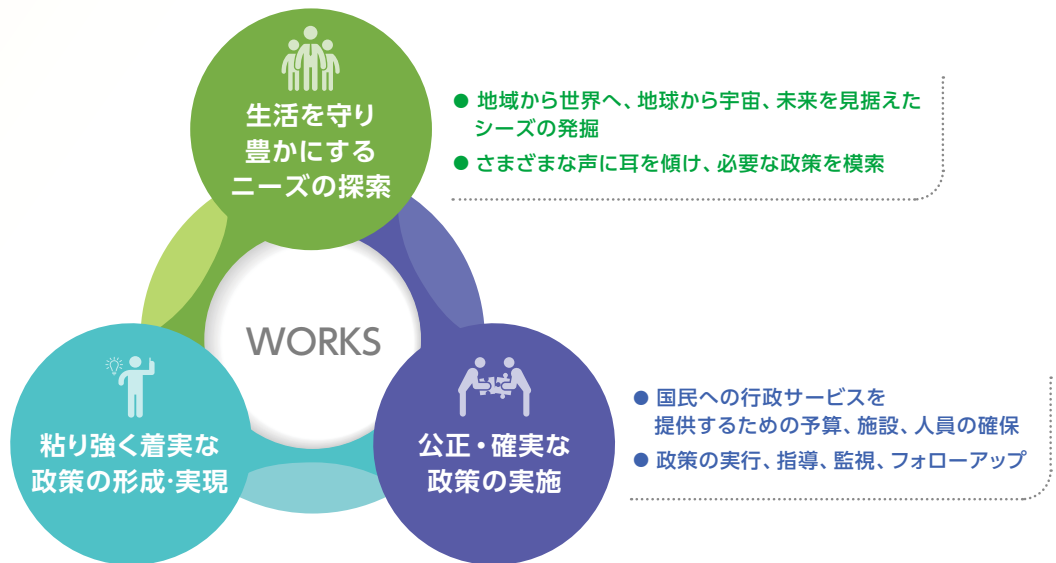 生活を守り
豊かにする
ニーズの探索
● 地域から世界へ、地球から宇宙、未来を見据えた
シーズの発掘
● さまざまな声に耳を傾け、必要な政策を模索
WORKS
粘り強く着実な
政策の形成・実現
公正・確実な
政策の実施
● 国民への行政サービスを
提供するための予算、施設、人員の確保
● 政策の実行、指導、監視、フォローアップ